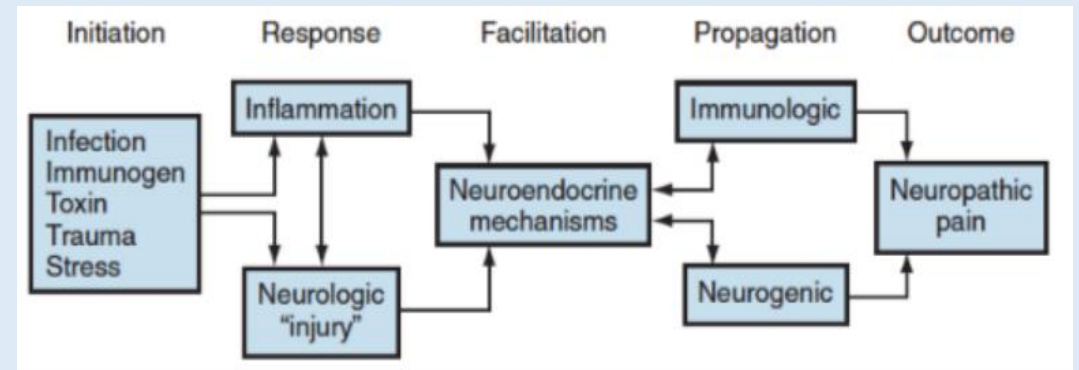 Initiation Response Facilitation Propagation Outcome
Infection
Immunogen
Toxin
Trauma
Stress
Inflammation
Neurologic
“injury”
Neuroendocrine
mechanisms
Immunologic
Neurogenic
Neuropathic
pain